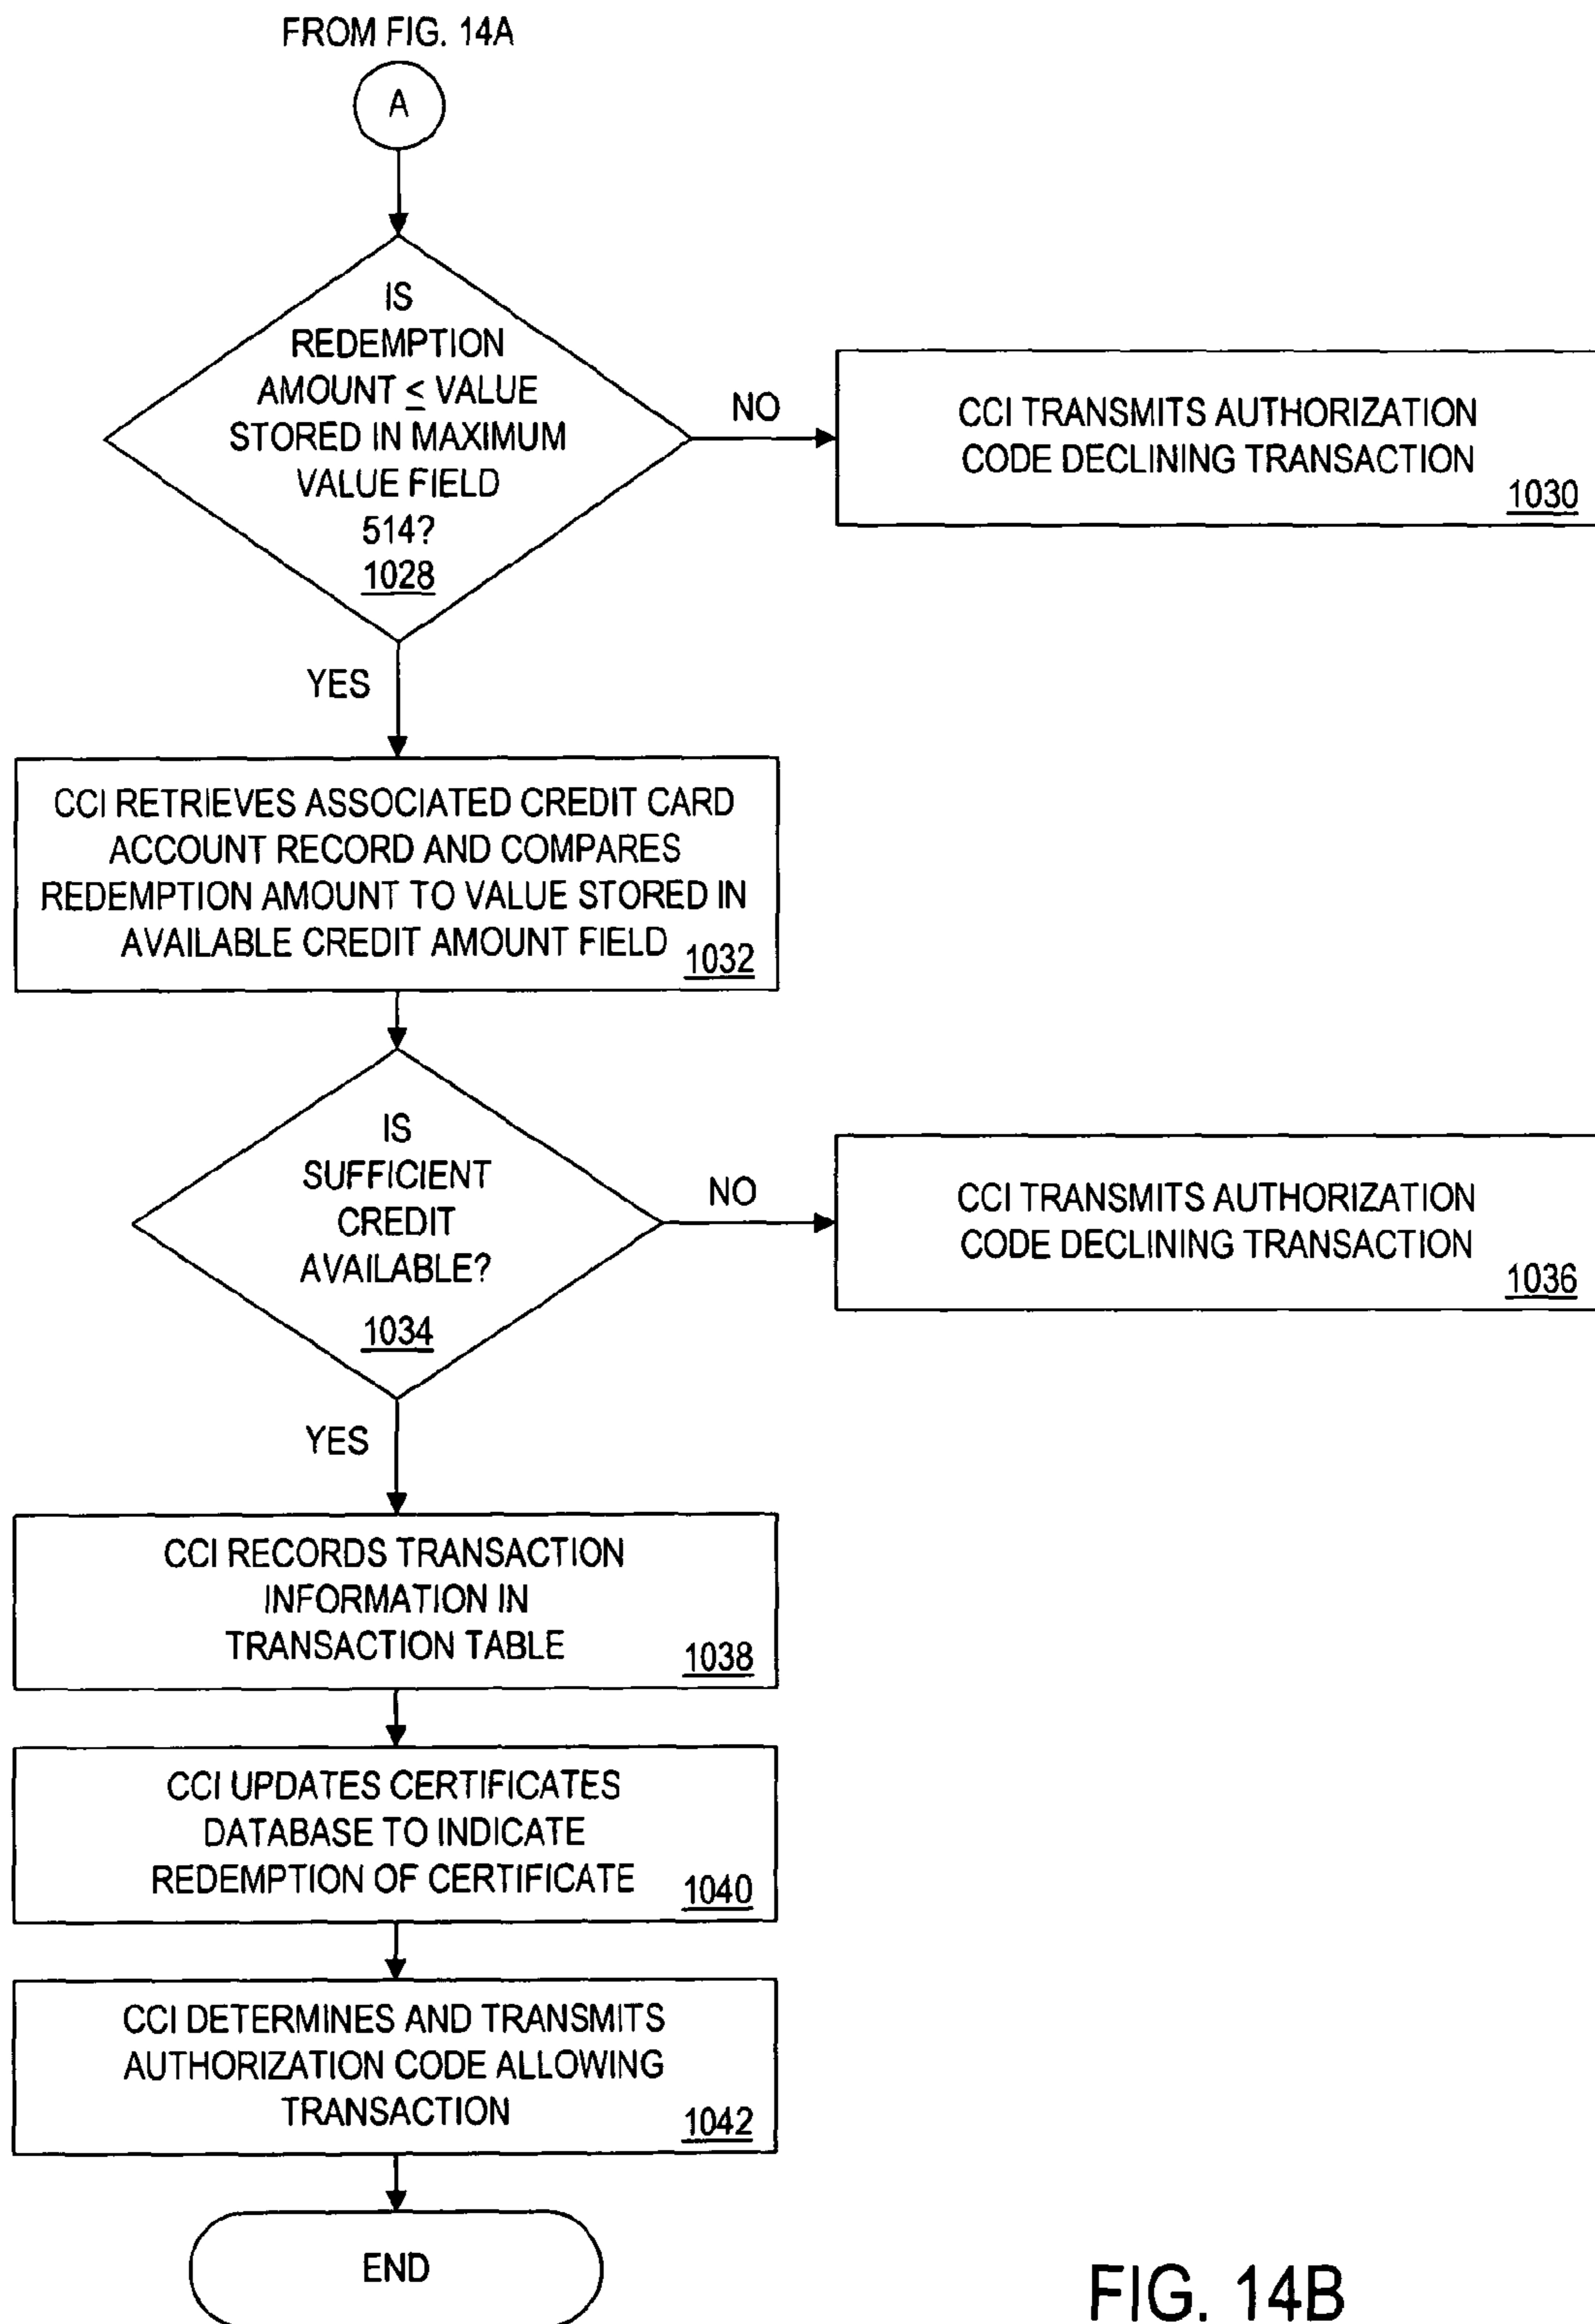 FROM FIG. 14A
A
IS
REDEMPTION
AMOUNT ≤ VALUE
STORED IN MAXIMUM
VALUE FIELD
514?
1028
NO
CCI TRANSMITS AUTHORIZATION
CODE DECLINING TRANSACTION
1030
YES
CCI RETRIEVES ASSOCIATED CREDIT CARD
ACCOUNT RECORD AND COMPARES
REDEMPTION AMOUNT TO VALUE STORED IN
AVAILABLE CREDIT AMOUNT FIELD 1032
IS
SUFFICIENT
CREDIT
AVAILABLE?
1034
NO
CCI TRANSMITS AUTHORIZATION
CODE DECLINING TRANSACTION
1036
YES
CCI RECORDS TRANSACTION
INFORMATION IN
TRANSACTION TABLE 1038
CCI UPDATES CERTIFICATES
DATABASE TO INDICATE
REDEMPTION OF CERTIFICATE 1040
CCI DETERMINES AND TRANSMITS
AUTHORIZATION CODE ALLOWING
TRANSACTION 1042
END
FIG. 14B